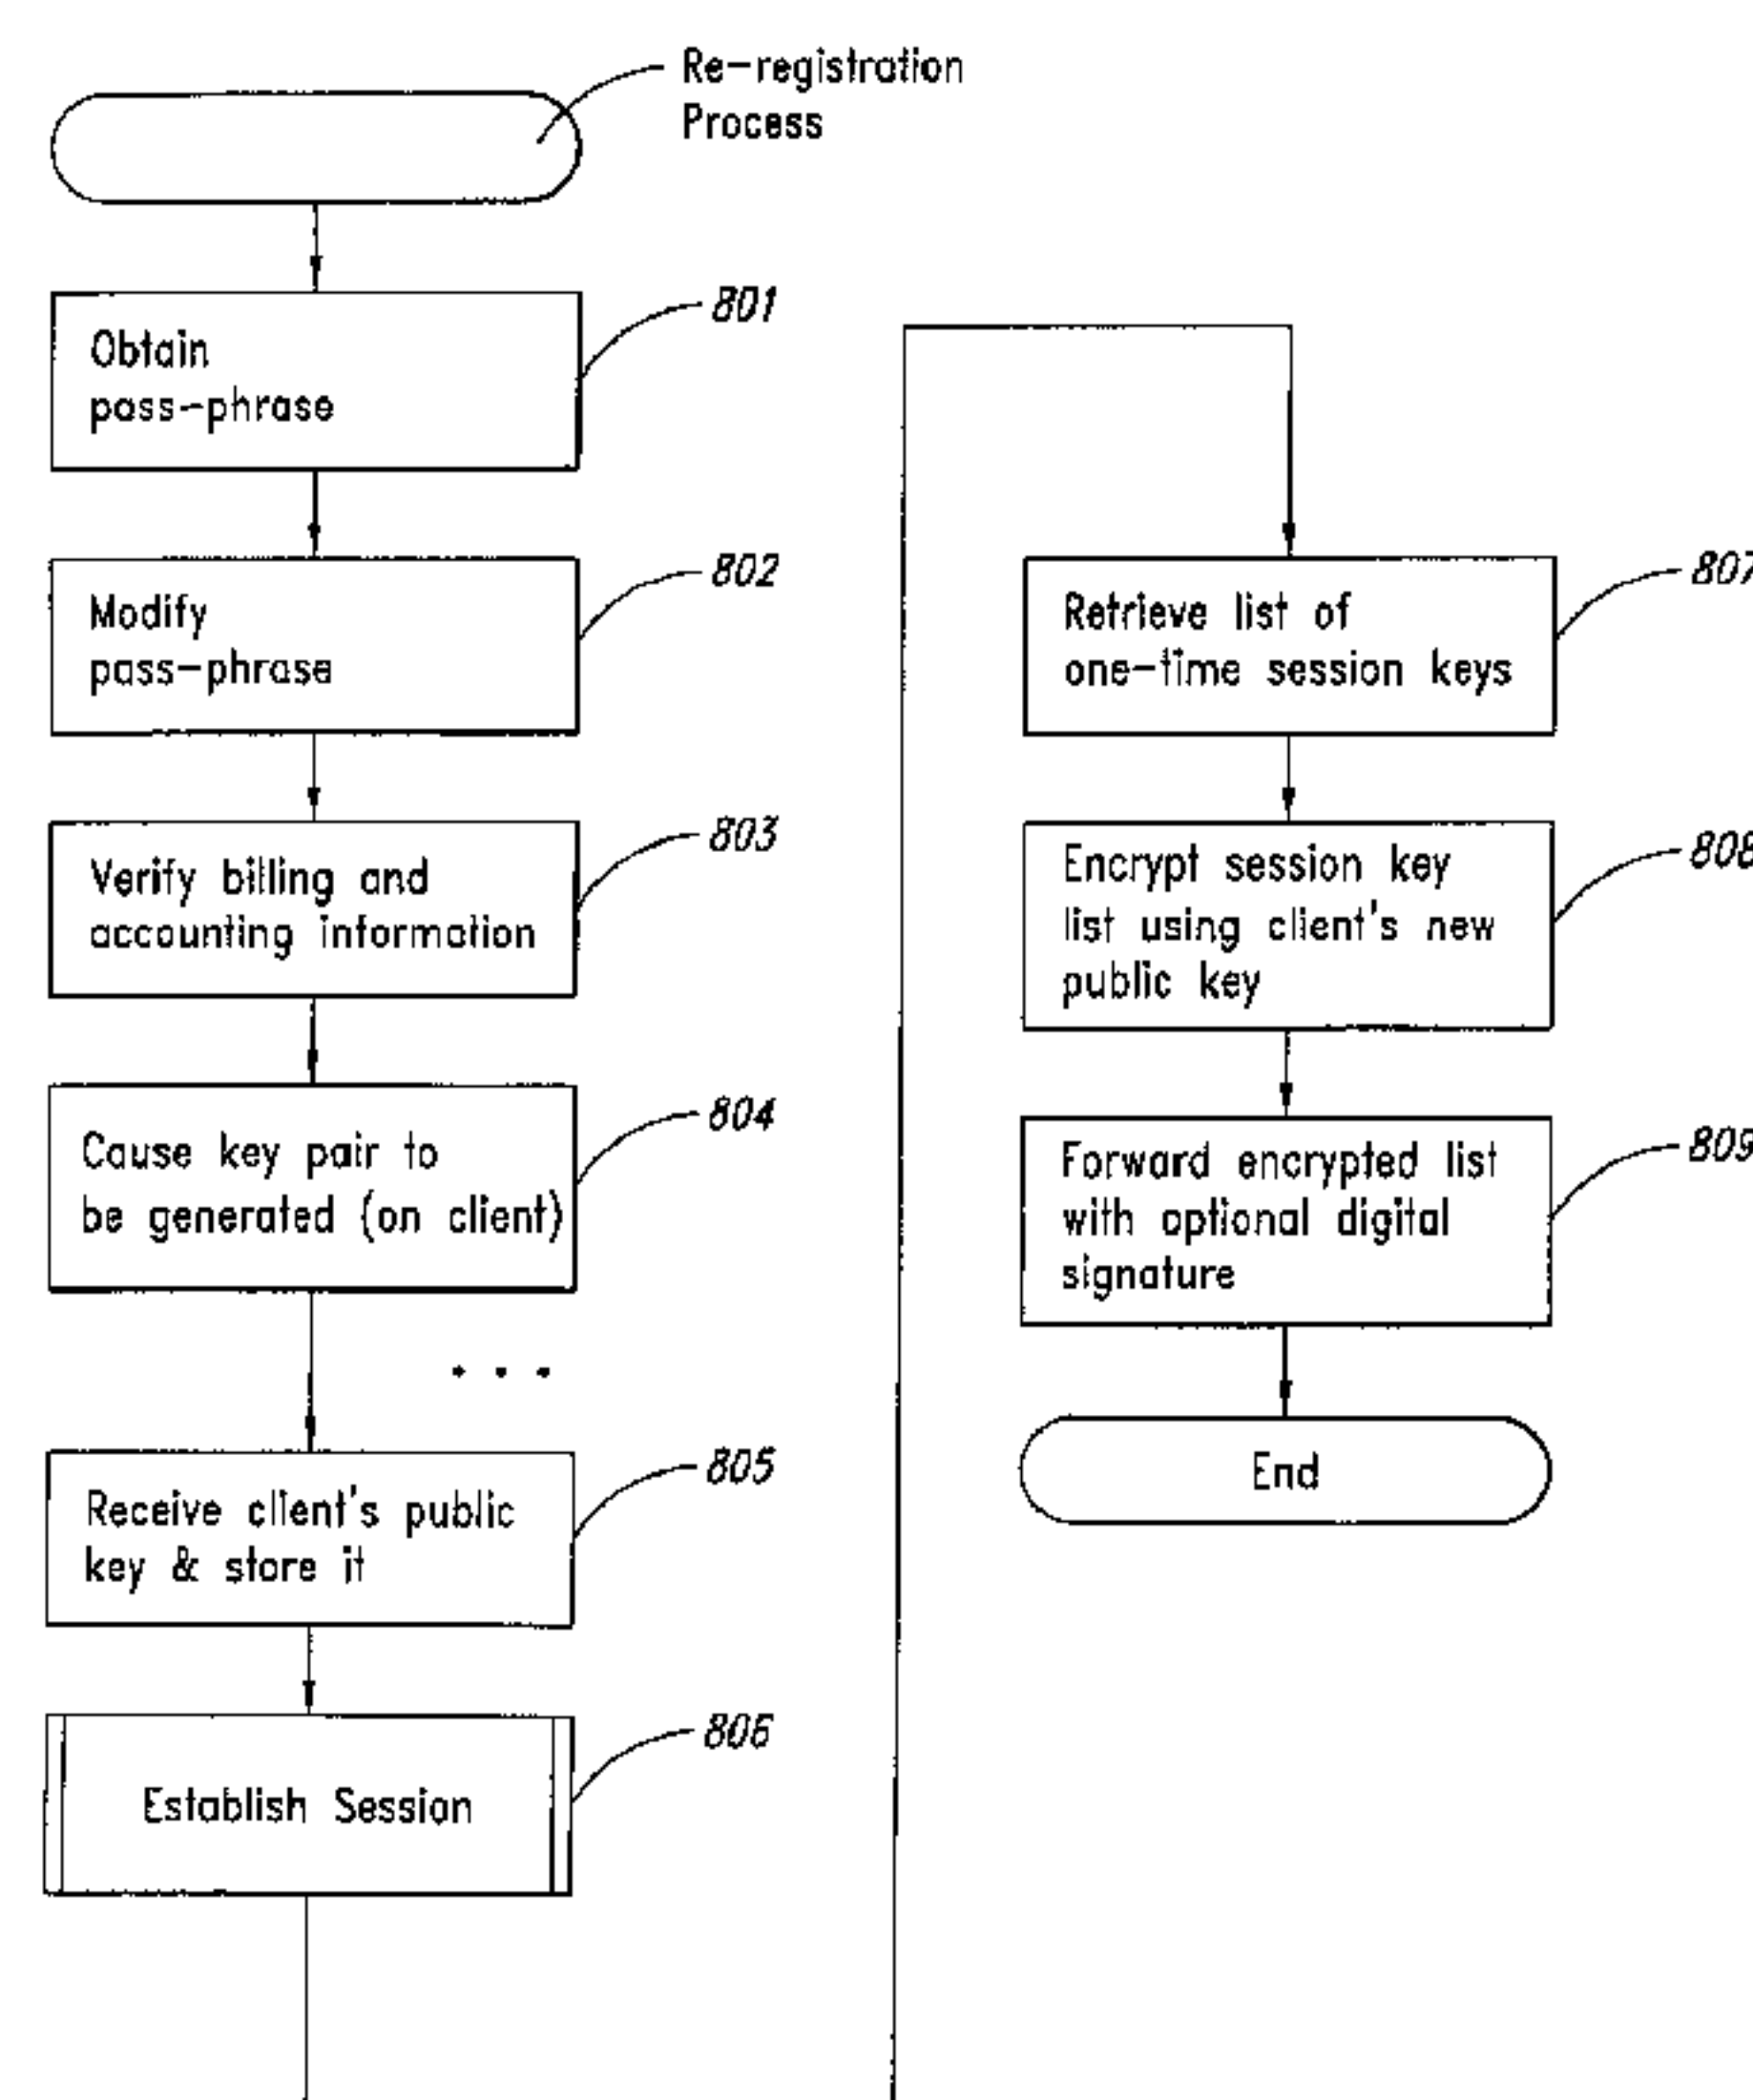 Re-registration
Process
801
Obtain
pass-phrase
802
Modify
pass-phrase
803
Verify billing and
accounting information
804
Cause key pair to
be generated (on client)
. . .
805
Receive client's public
key & store it
806
Establish Session
807
Retrieve list of
one-time session keys
808
Encrypt session key
list using client's new
public key
809
Forward encrypted list
with optional digital
signature
End